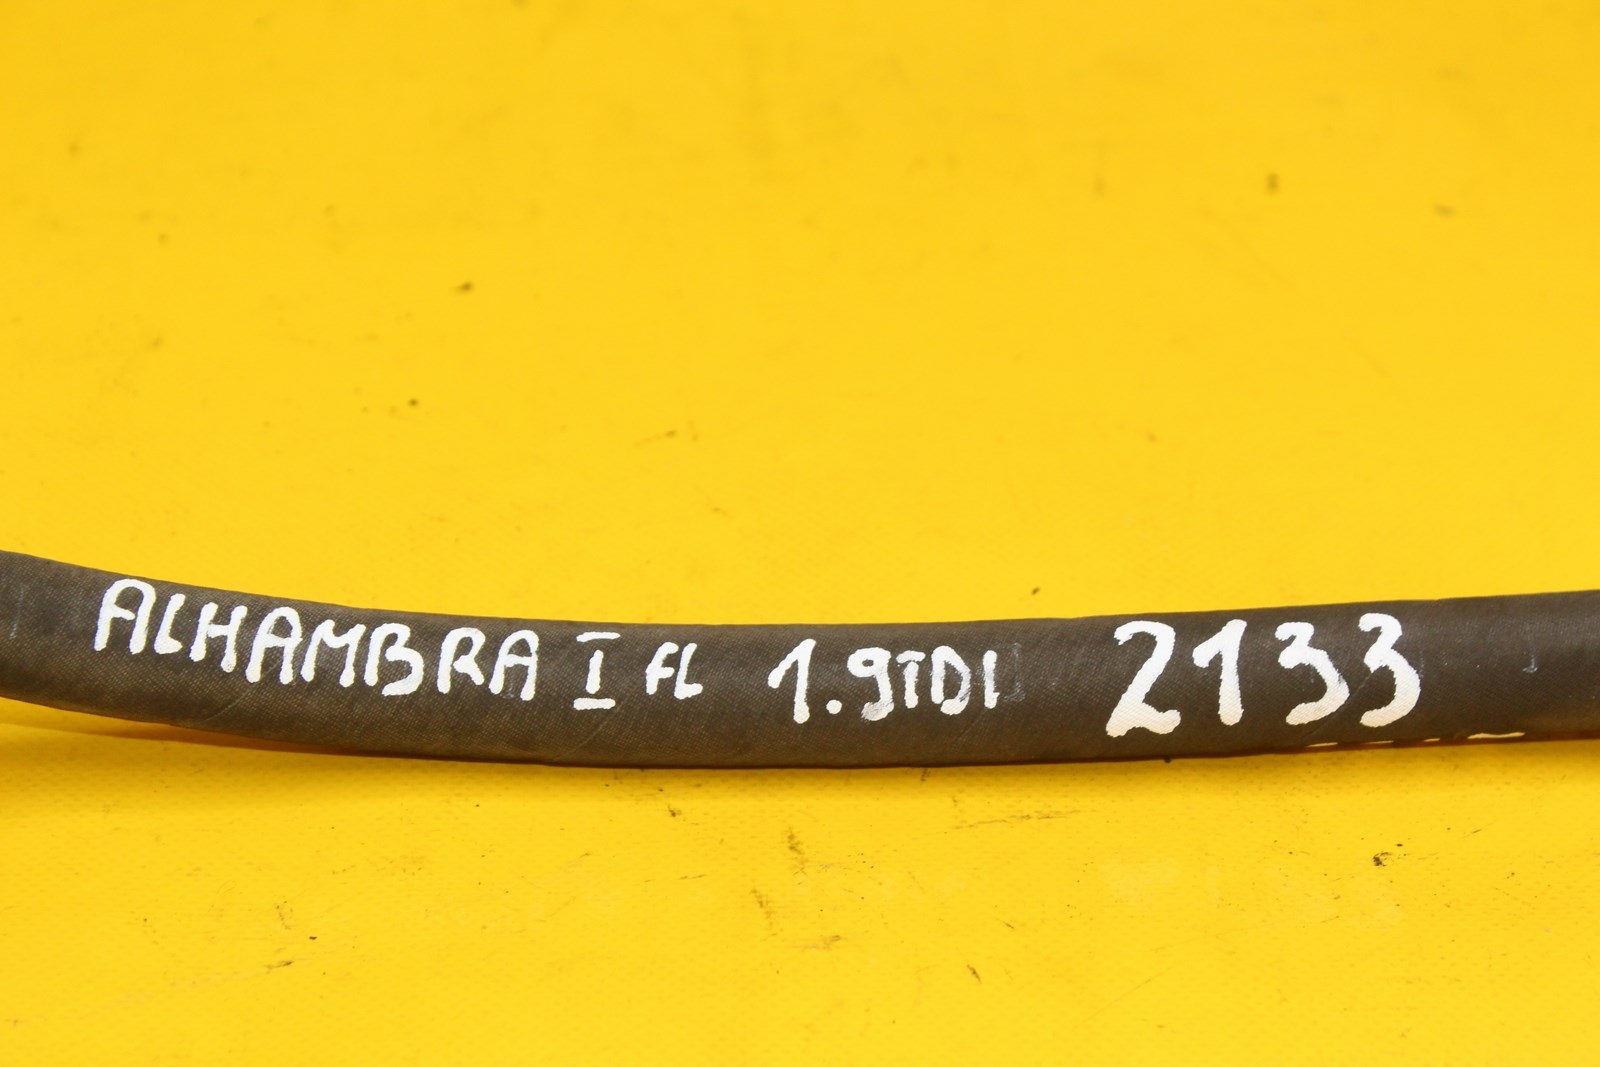 ALHAMBRA I FL 1.9TDI 2133